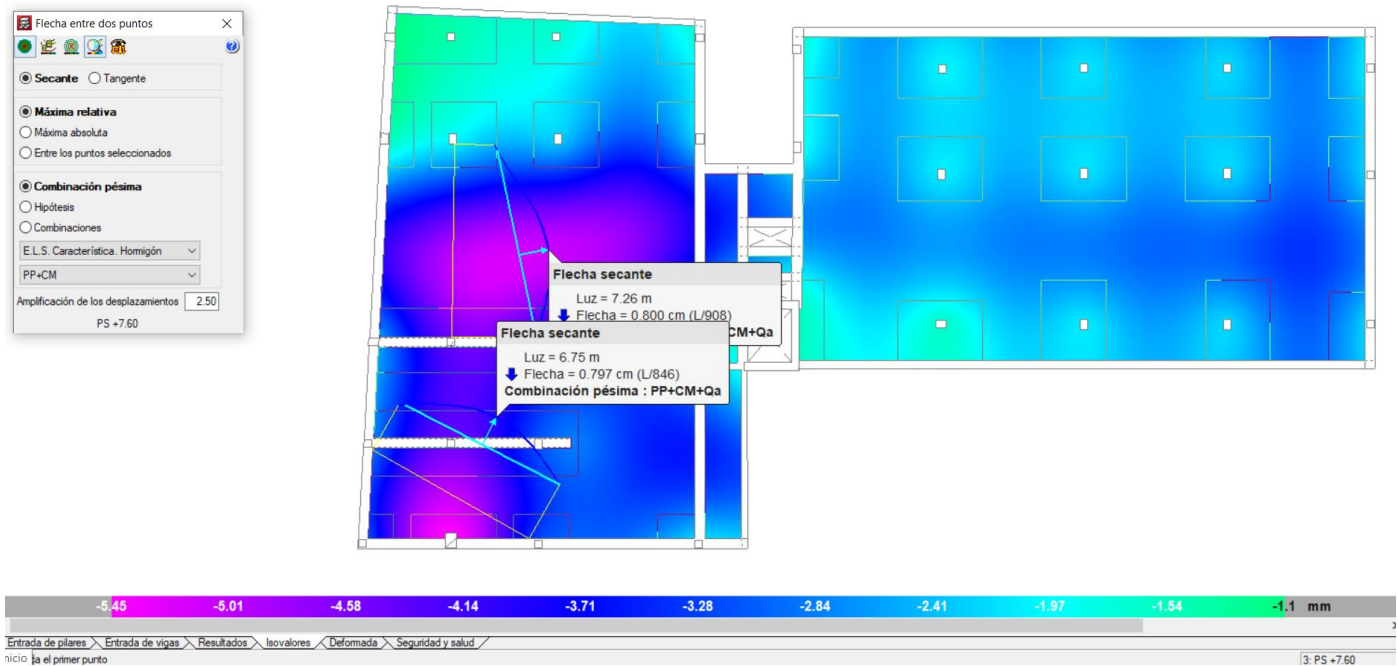 Flecha entre dos puntos
Secante Tangente
Máxima relativa
Máxima absoluta
Entre los puntos seleccionados
Combinación pésima
Hipótesis
Combinaciones
E.L.S. Característica. Hormigón
PP+CM
Amplificación de los desplazamientos 2.50
PS +7.60
Flecha secante
Luz = 7.26 m
Flecha = 0.800 cm (L/908)
CM+Qa
Flecha secante
Luz = 6.75 m
Flecha = 0.797 cm (L/846)
Combinación pésima : PP+CM+Qa
-5.45 -5.01 -4.58 -4.14 -3.71 -3.28 -2.84 -2.41 -1.97 -1.54 -1.1 mm
Entrada de pilares Entrada de vigas Resultados Isovalores Deformada Seguridad y salud
nicio a el primer punto 3: PS +7.60